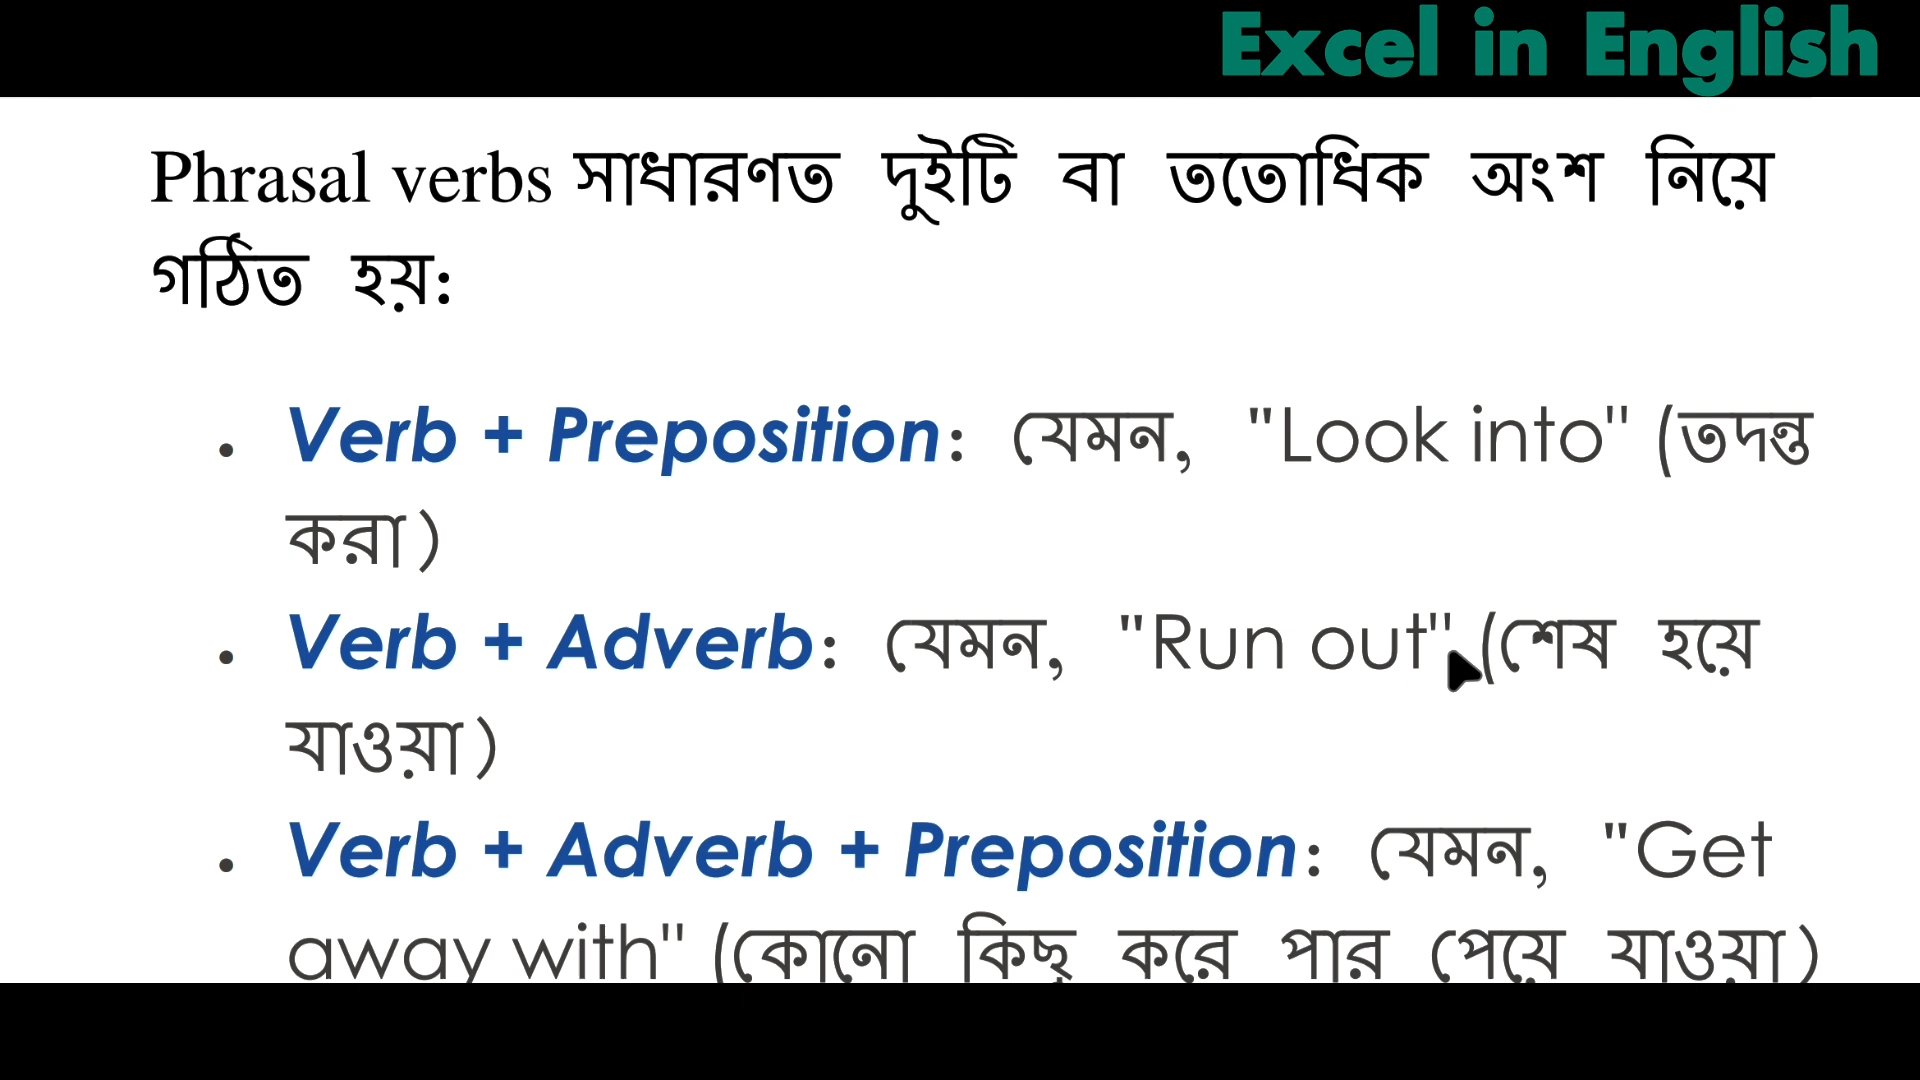 Excel in English
Phrasal verbs সাধারণত দুইটি বা ততোধিক অংশ নিয়ে
গঠিত হয়:
• Verb + Preposition: যেমন, "Look into" (তদন্ত
করা)
• Verb + Adverb: যেমন, "Run out" (শেষ হয়ে
যাওয়া)
• Verb + Adverb + Preposition: যেমন, "Get
away with" (কোনো কিছু করে পার পেয়ে যাওয়া)